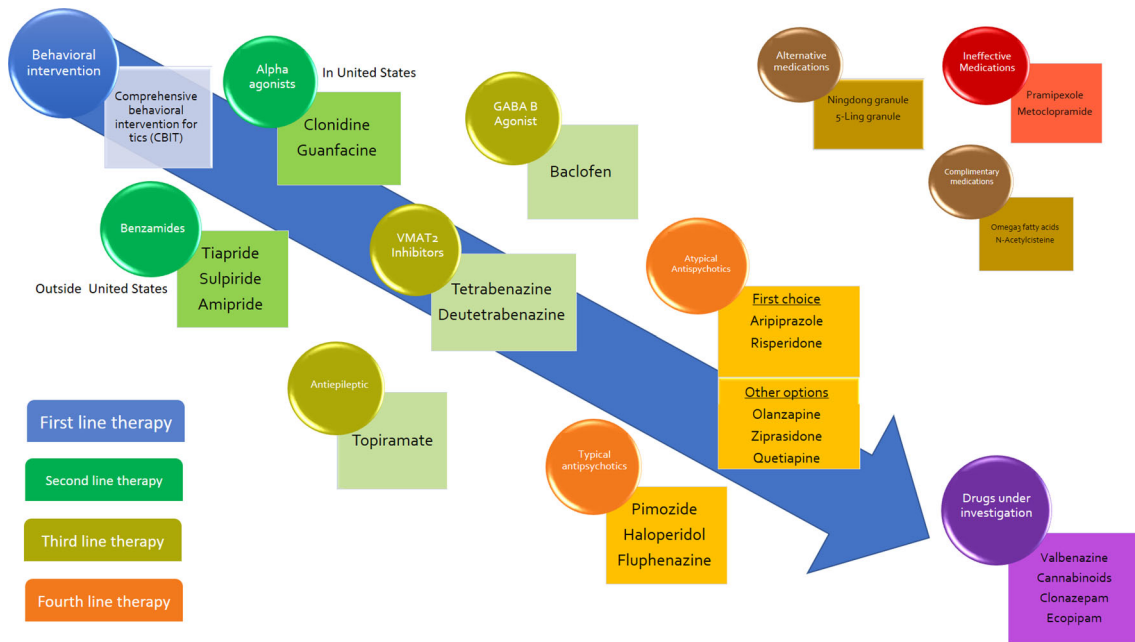 Behavioral
intervention
Comprehensive
behavioral
intervention for
tics (CBIT)
Alpha
agonists
In United States
Clonidine
Guanfacine
GABA B
Agonist
Baclofen
Alternative
medications
Ningdong granule
5-Ling granule
Ineffective
Medications
Pramipexole
Metoclopramide
Complimentary
medications
Omega3 fatty acids
N-Acetylcisteine
Benzamides
Outside United States
Tiapride
Sulpiride
Amipride
VMAT2
Inhibitors
Tetrabenazine
Deutetrabenazine
Atypical
Antispychotics
First choice
Aripiprazole
Risperidone
Other options
Olanzapine
Ziprasidone
Quetiapine
Antiepileptic
Topiramate
Typical
antipsychotics
Pimozide
Haloperidol
Fluphenazine
Drugs under
investigation
Valbenazine
Cannabinoids
Clonazepam
Ecopipam
First line therapy
Second line therapy
Third line therapy
Fourth line therapy